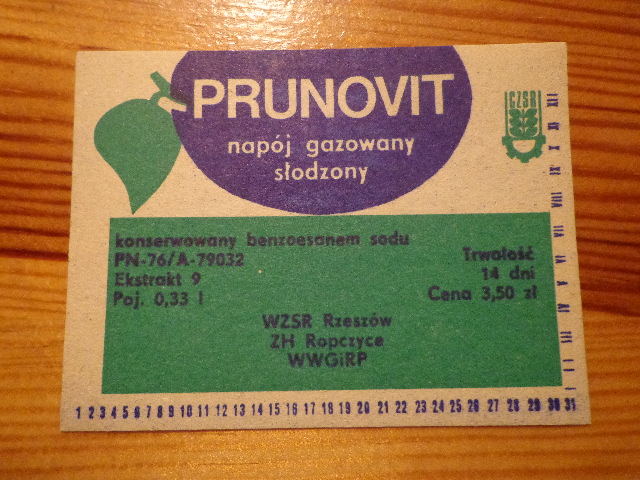 PRUNOVIT
napój gazowany
słodzony
CZSR
konserwowany benzoesanem sodu
PN-76/A-79032
Ekstrakt 9
Poj. 0,33 l
Trwałość
14 dni
Cena 3,50 zł
WZSR Rzeszów
ZH Ropczyce
WWGiRP
I II III IV V VI VII VIII IX X XI XII
1 2 3 4 5 6 7 8 9 10 11 12 13 14 15 16 17 18 19 20 21 22 23 24 25 26 27 28 29 30 31